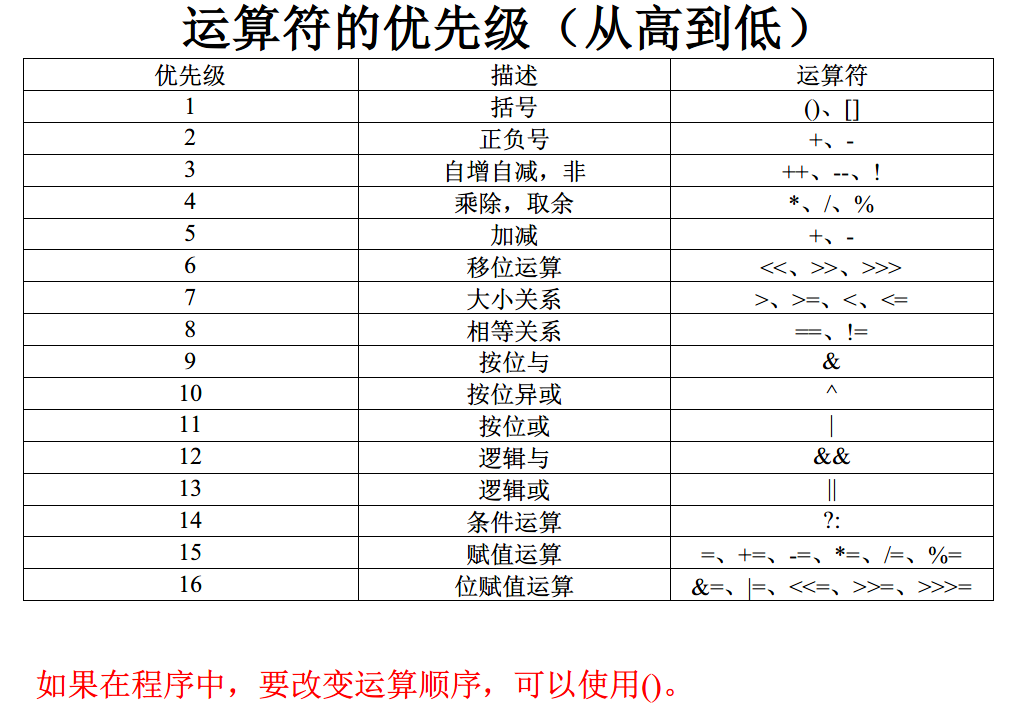 运算符的优先级（从高到低）
优先级 描述 运算符
1 括号 ()、[]
2 正负号 +、-
3 自增自减，非 ++、--、!
4 乘除，取余 *、/、%
5 加减 +、-
6 移位运算 <<、>>、>>>
7 大小关系 >、>=、<、<=
8 相等关系 ==、!=
9 按位与 &
10 按位异或 ^
11 按位或 |
12 逻辑与 &&
13 逻辑或 ||
14 条件运算 ?:
15 赋值运算 =、+=、-=、*=、/=、%=
16 位赋值运算 &=、|=、<<=、>>=、>>>=
如果在程序中，要改变运算顺序，可以使用()。